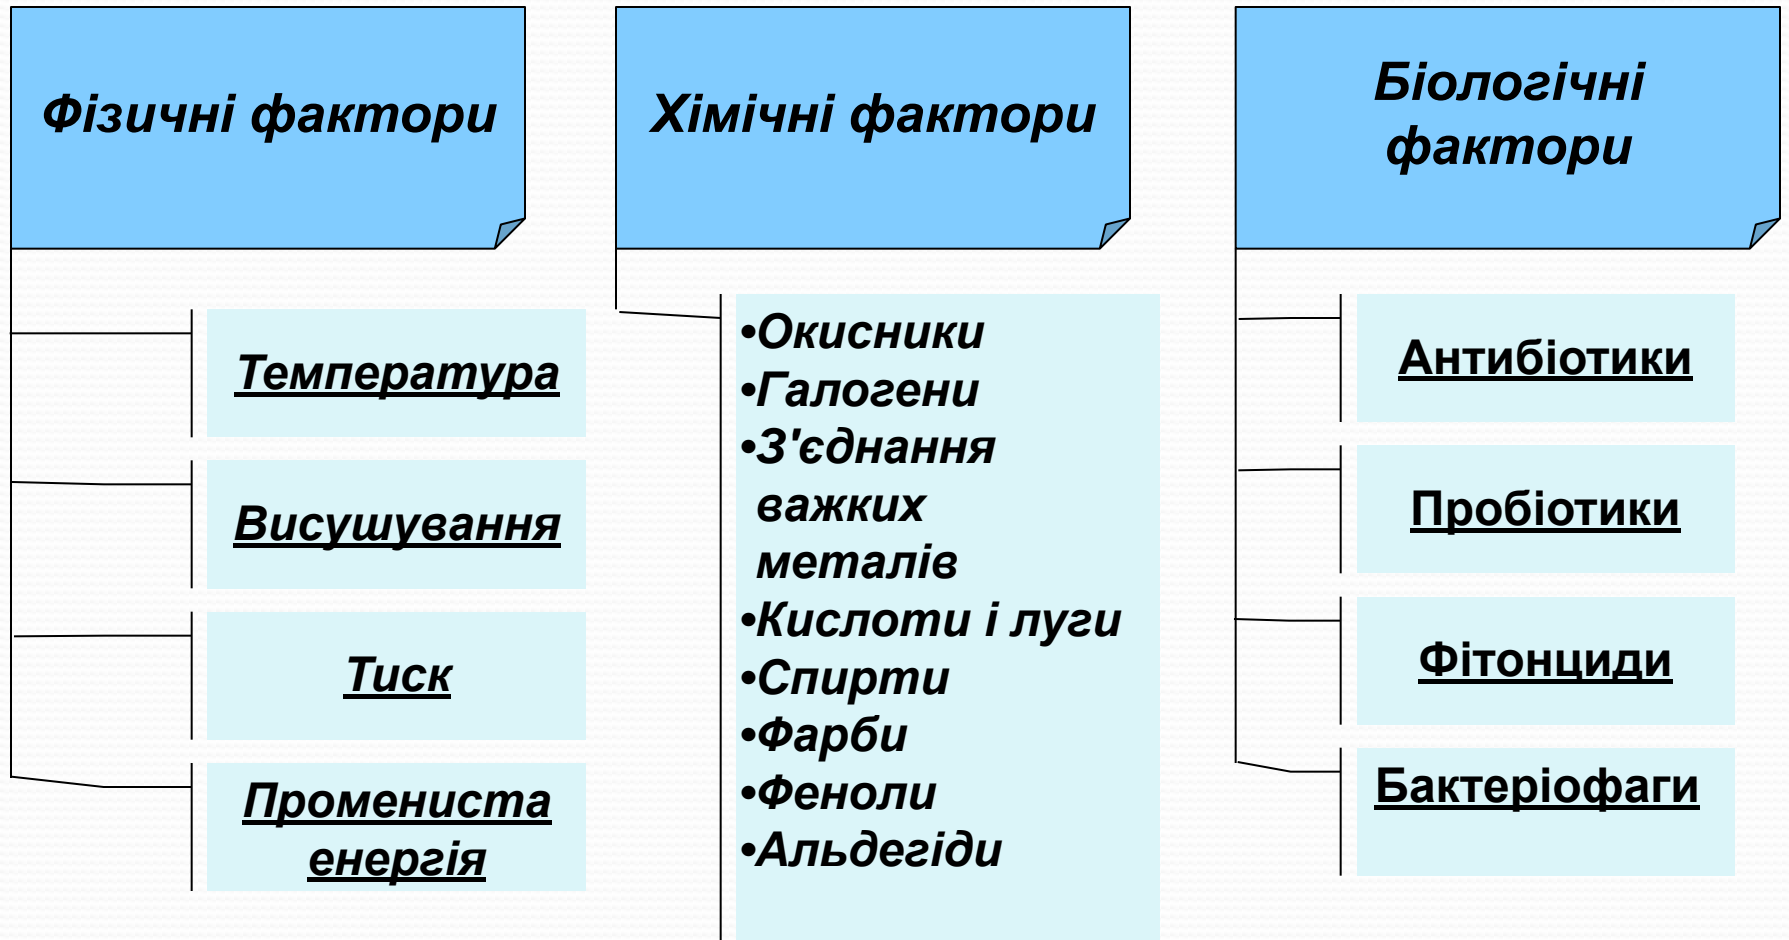 Фізичні фактори
Температура
Висушування
Тиск
Промениста
енергія
Хімічні фактори
•Окисники
•Галогени
•З'єднання
важких
металів
•Кислоти і луги
•Спирти
•Фарби
•Феноли
•Альдегіди
Біологічні
фактори
Антибіотики
Пробіотики
Фітонциди
Бактеріофаги